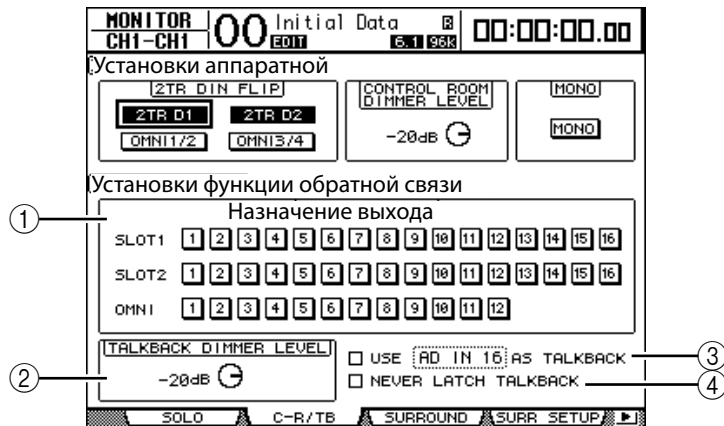 MONITOR
CH1-CH1
00 Initial Data R
EDIT 6.1 96k
00:00:00.00
Установки аппаратной
2TR DIN FLIP
2TR D1 2TR D2
OMNI1/2 OMNI3/4
CONTROL ROOM
DIMMER LEVEL
-20dB
MONO
MONO
Установки функции обратной связи
1
Назначение выхода
SLOT1 1 2 3 4 5 6 7 8 9 10 11 12 13 14 15 16
SLOT2 1 2 3 4 5 6 7 8 9 10 11 12 13 14 15 16
OMNI 1 2 3 4 5 6 7 8 9 10 11 12
2
TALKBACK DIMMER LEVEL
-20dB
USE AD IN 16 AS TALKBACK
3
NEVER LATCH TALKBACK
4
SOLO C-R/TB SURROUND SURR SETUP